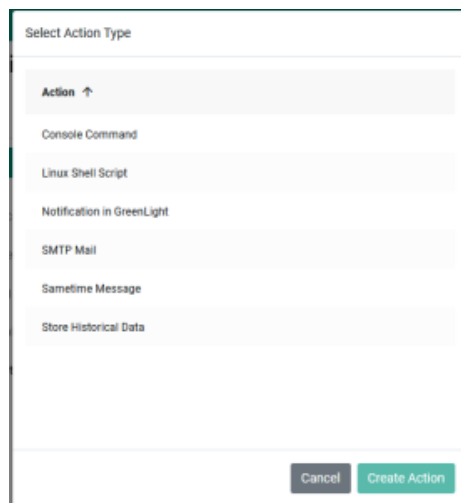 Select Action Type
Action ↑
Console Command
Linux Shell Script
Notification in GreenLight
SMTP Mail
Sametime Message
Store Historical Data
Cancel Create Action